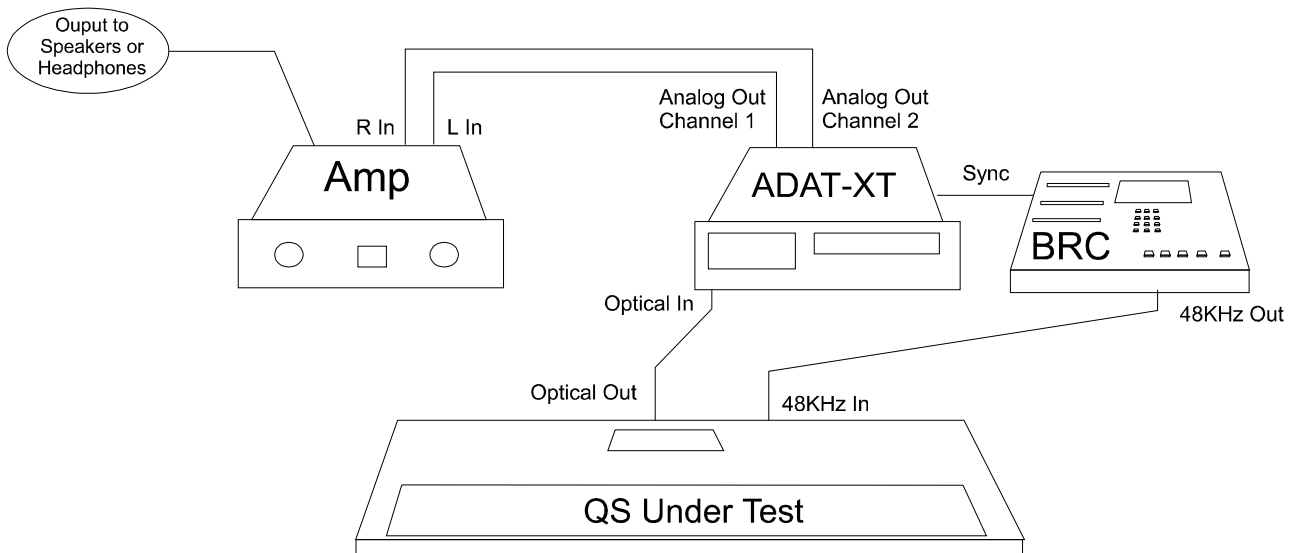 Ouput to
Speakers or
Headphones
R In
L In
Analog Out
Channel 1
Analog Out
Channel 2
Amp
ADAT-XT
Sync
BRC
Optical In
48KHz Out
Optical Out
48KHz In
QS Under Test